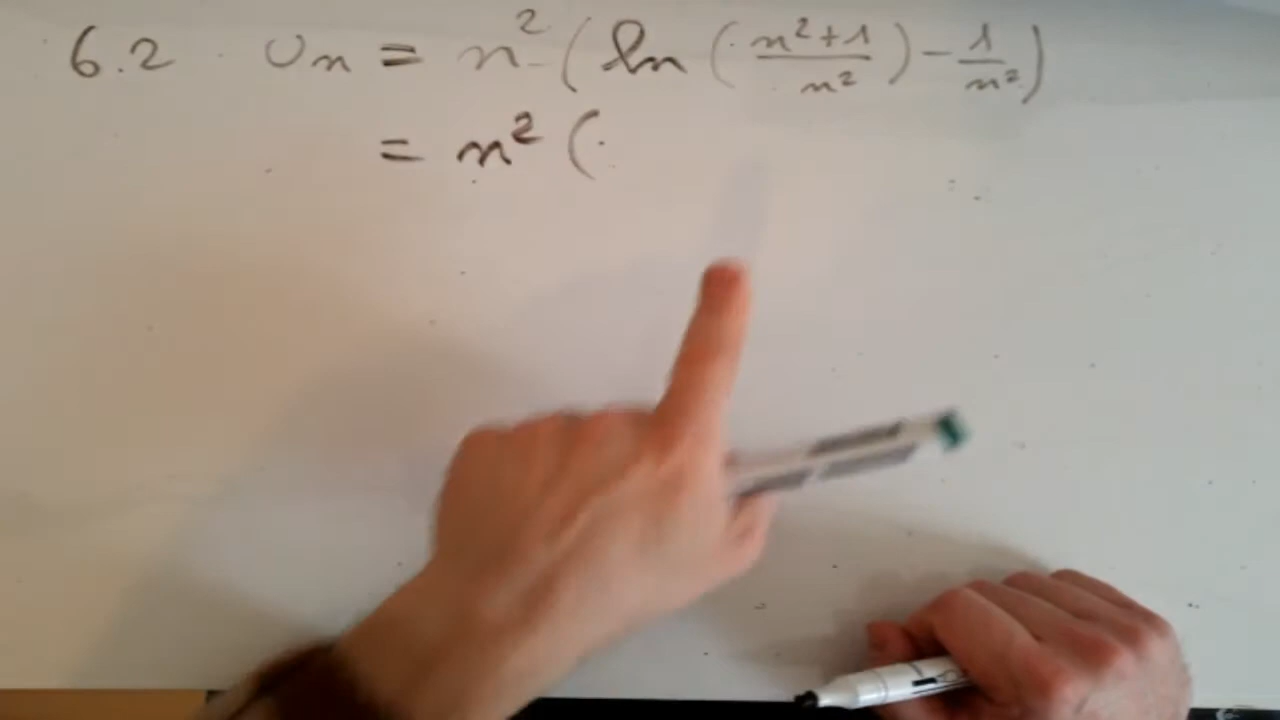 6.2 Un = n² ( ln ( n²+1 / n² ) - 1 / n² )
= n² (